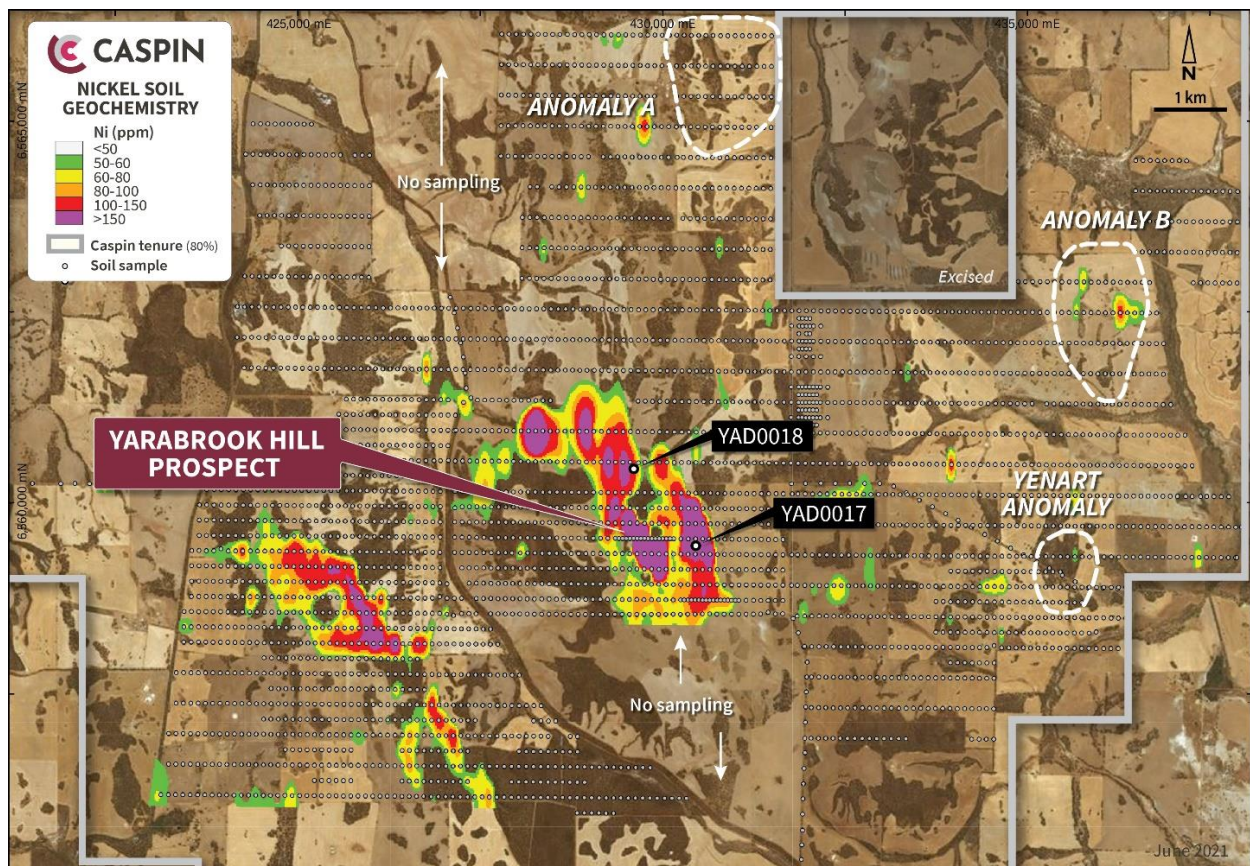 425,000 mE
430,000 mE
435,000 mE
CASPIN
NICKEL SOIL
GEOCHEMISTRY
Ni (ppm)
<50
50-60
60-80
80-100
100-150
>150
Caspin tenure (80%)
Soil sample
6,565,000 mN
ANOMALY A
No sampling
N
1 km
Excised
ANOMALY B
YARABROOK HILL
PROSPECT
YAD0018
YAD0017
YENART
ANOMALY
6,560,000 mN
No sampling
June 2021